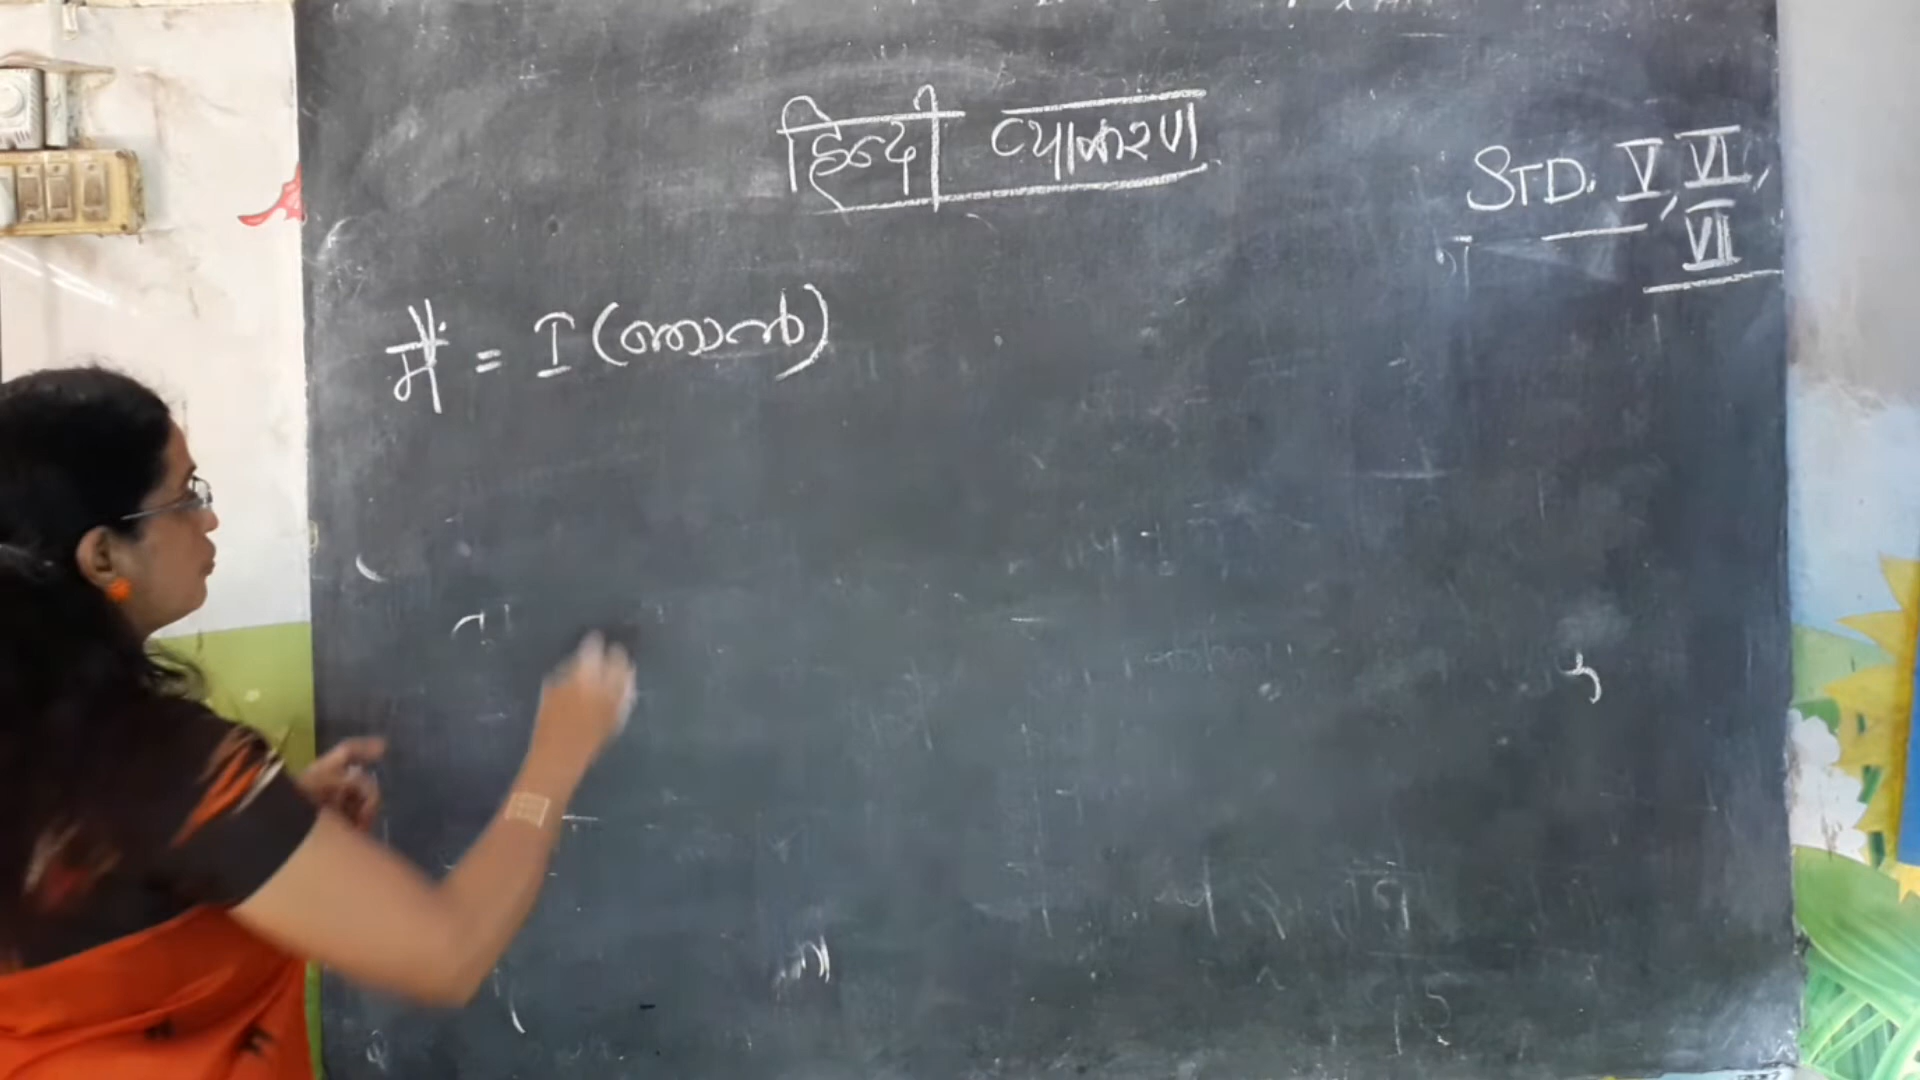 हिन्दी व्याकरण
STD. V, VI,
VII
मैं = I (ഞാൻ)